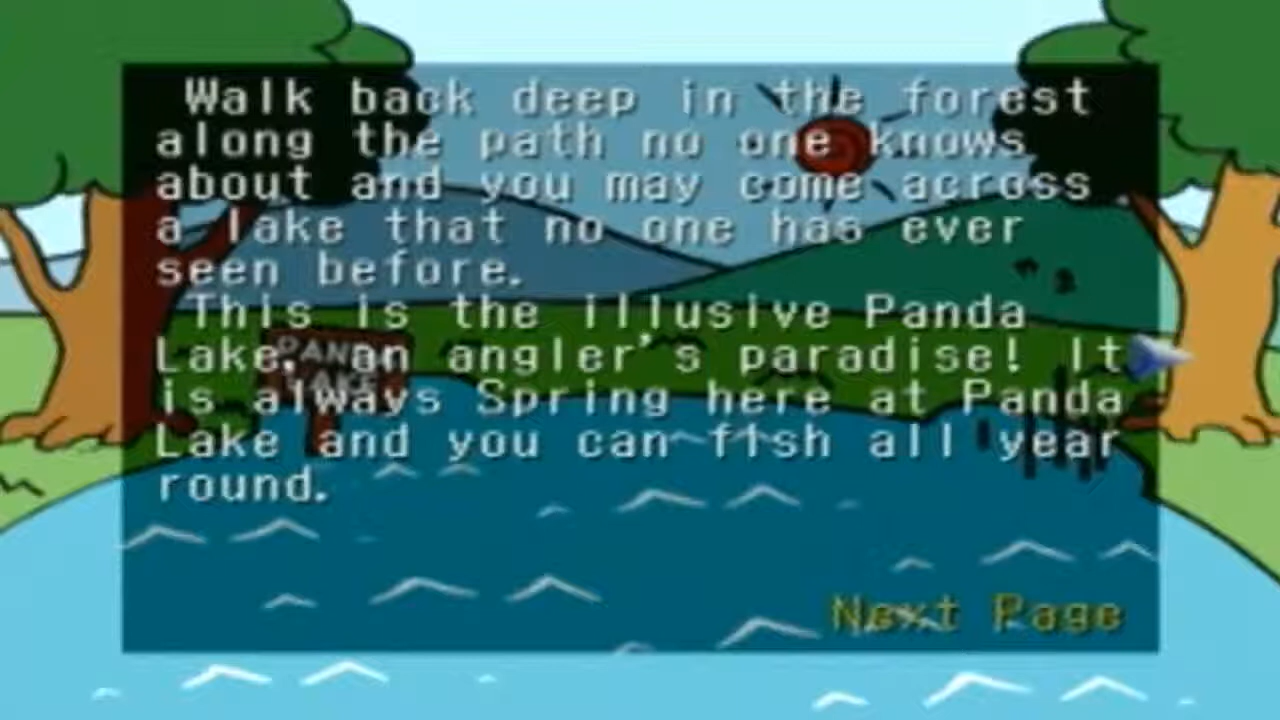 Walk back deep in the forest
along the path no one knows
about and you may come across
a lake that no one has ever
seen before.
This is the illusive Panda
Lake, an angler's paradise! It
is always Spring here at Panda
Lake and you can fish all year
round.
PANDA
LAKE
Next Page